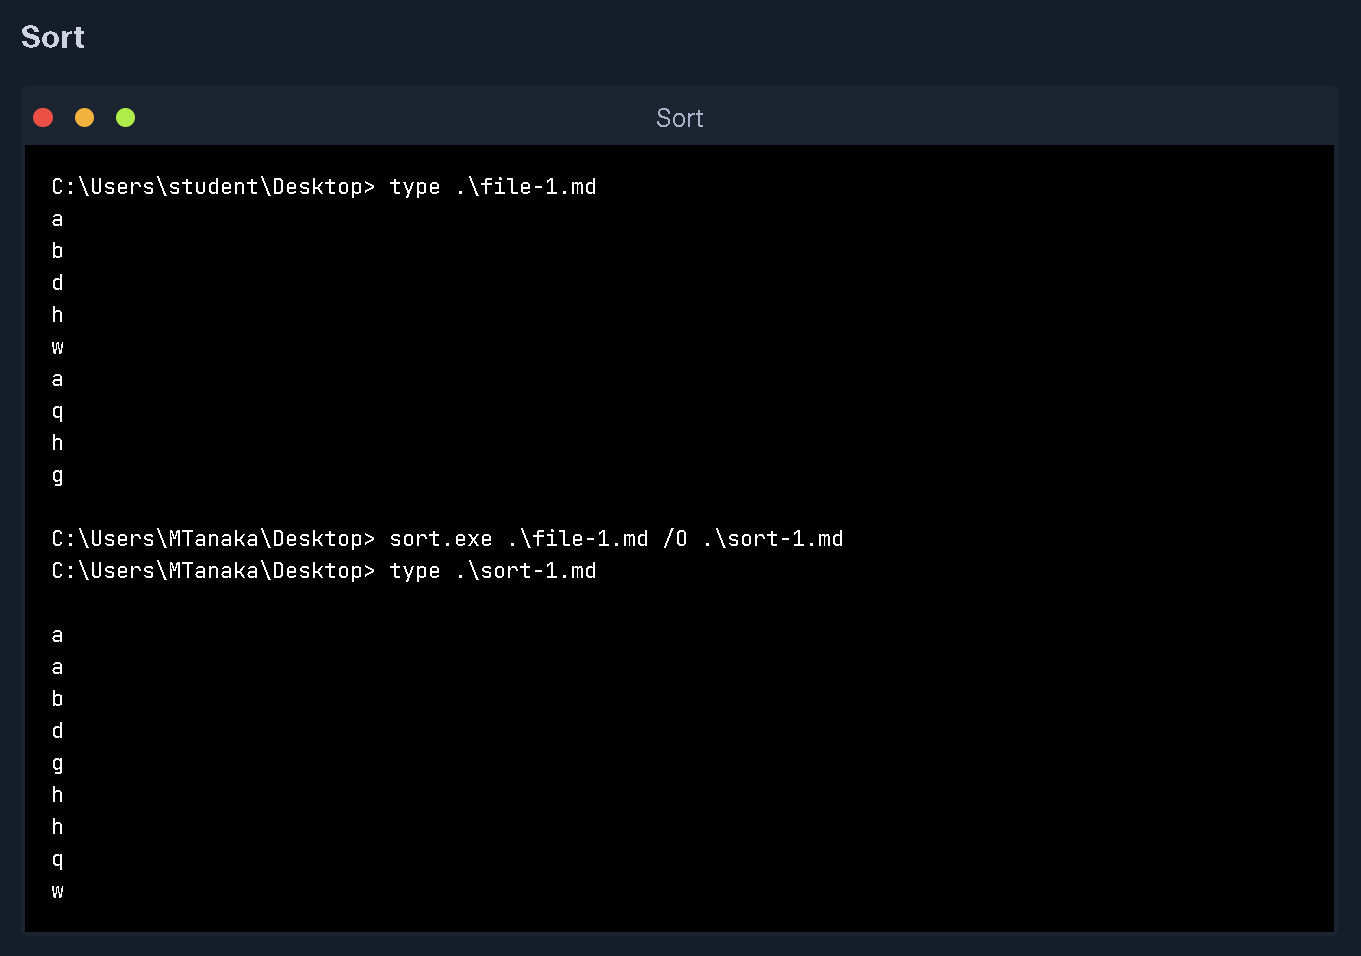 Sort
Sort
C:\Users\student\Desktop> type .\file-1.md
a
b
d
h
w
a
q
h
g
C:\Users\MTanaka\Desktop> sort.exe .\file-1.md /O .\sort-1.md
C:\Users\MTanaka\Desktop> type .\sort-1.md
a
a
b
d
g
h
h
q
w